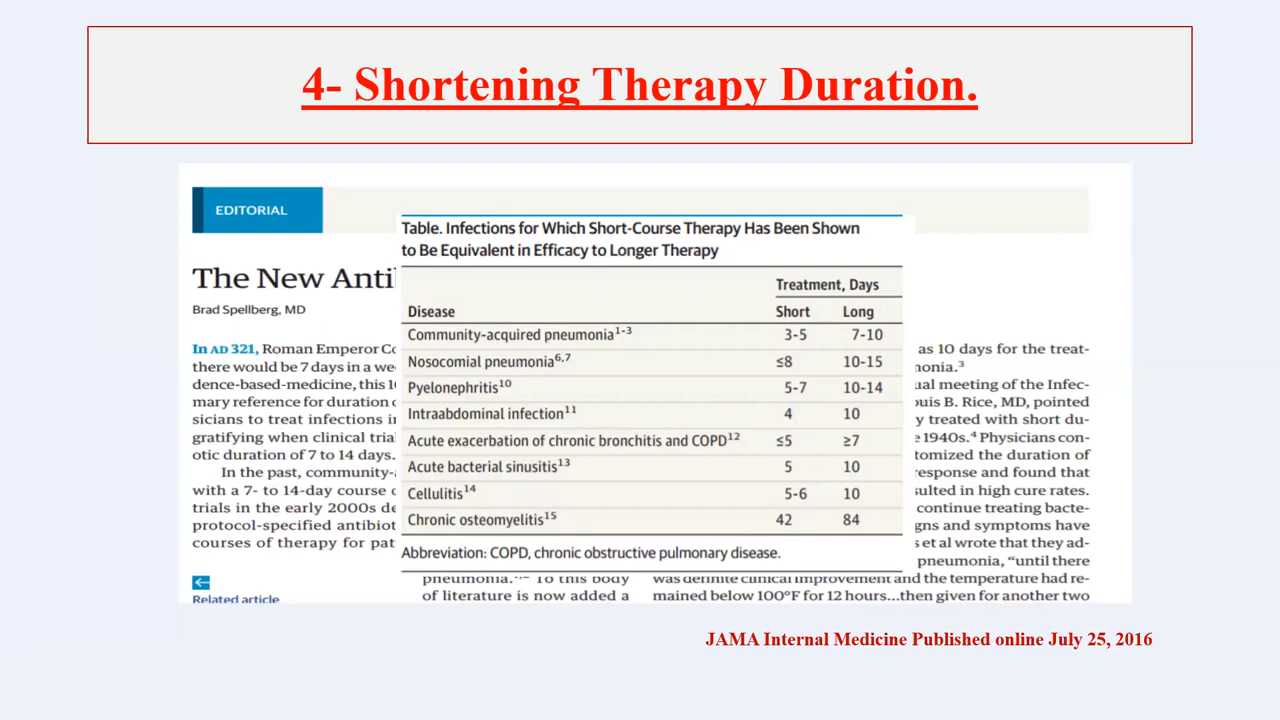 4- Shortening Therapy Duration.
EDITORIAL
The New Anti
Brad Spellberg, MD
In AD 321, Roman Emperor Co
there would be 7 days in a wee
dence-based-medicine, this 16
mary reference for duration o
sicians to treat infections in
gratifying when clinical trial
otic duration of 7 to 14 days.
In the past, community-
with a 7- to 14-day course o
trials in the early 2000s de
protocol-specified antibiot
courses of therapy for pat
Related article
Table. Infections for Which Short-Course Therapy Has Been Shown
to Be Equivalent in Efficacy to Longer Therapy
Treatment, Days
Disease Short Long
Community-acquired pneumonia1-3 3-5 7-10
Nosocomial pneumonia6,7 ≤8 10-15
Pyelonephritis10 5-7 10-14
Intraabdominal infection11 4 10
Acute exacerbation of chronic bronchitis and COPD12 ≤5 ≥7
Acute bacterial sinusitis13 5 10
Cellulitis14 5-6 10
Chronic osteomyelitis15 42 84
Abbreviation: COPD, chronic obstructive pulmonary disease.
pneumonia. To this body
of literature is now added a
as 10 days for the treat-
nonia.3
ual meeting of the Infec-
ouis B. Rice, MD, pointed
y treated with short du-
e 1940s.4 Physicians con-
tomized the duration of
response and found that
sulted in high cure rates.
continue treating bacte-
gns and symptoms have
s et al wrote that they ad-
pneumonia, "until there
was definite clinical improvement and the temperature had re-
mained below 100°F for 12 hours...then given for another two
JAMA Internal Medicine Published online July 25, 2016